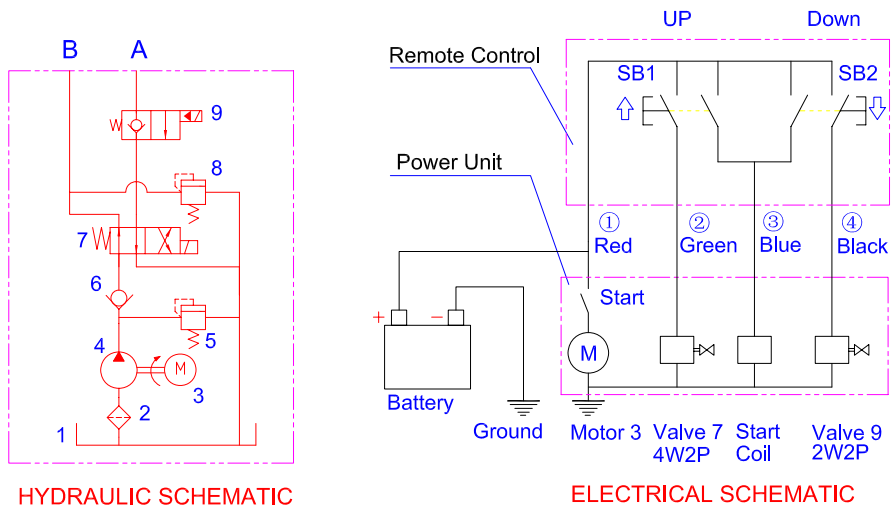 B
A
9
8
7
6
5
4
M
3
2
1
HYDRAULIC SCHEMATIC
UP
Down
Remote Control
SB1
SB2
Power Unit
①
②
③
④
Red
Green
Blue
Black
Start
+
−
M
Battery
Ground
Motor 3
Valve 7
4W2P
Start
Coil
Valve 9
2W2P
ELECTRICAL SCHEMATIC